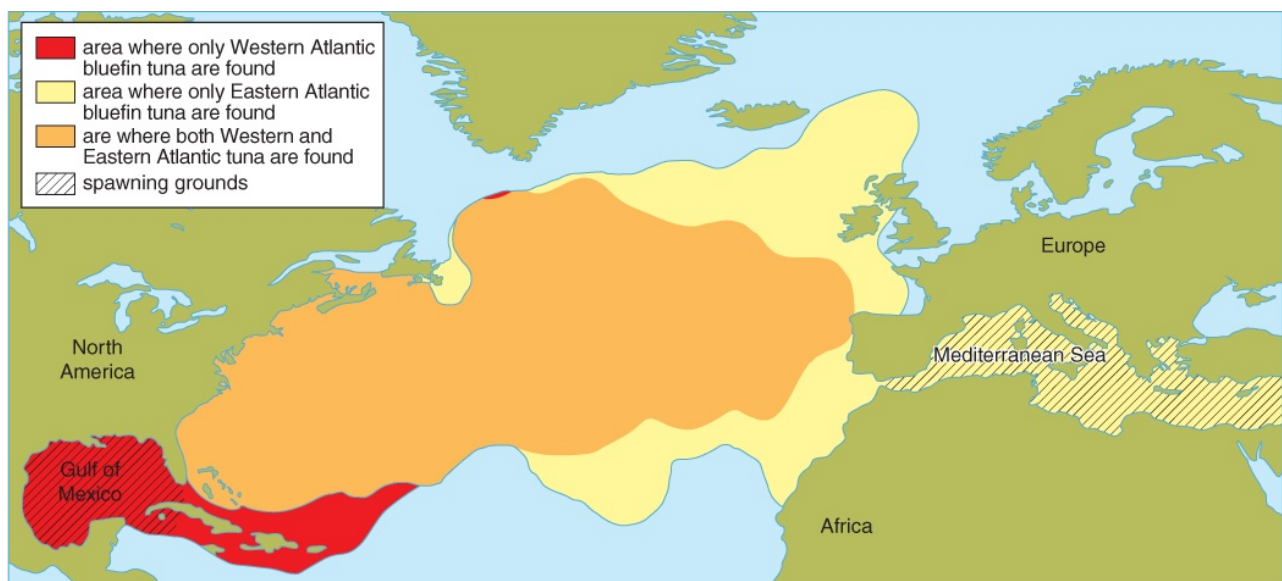 area where only Western Atlantic
bluefin tuna are found
area where only Eastern Atlantic
bluefin tuna are found
are where both Western and
Eastern Atlantic tuna are found
spawning grounds
Europe
North
America
Mediterranean Sea
Gulf of
Mexico
Africa